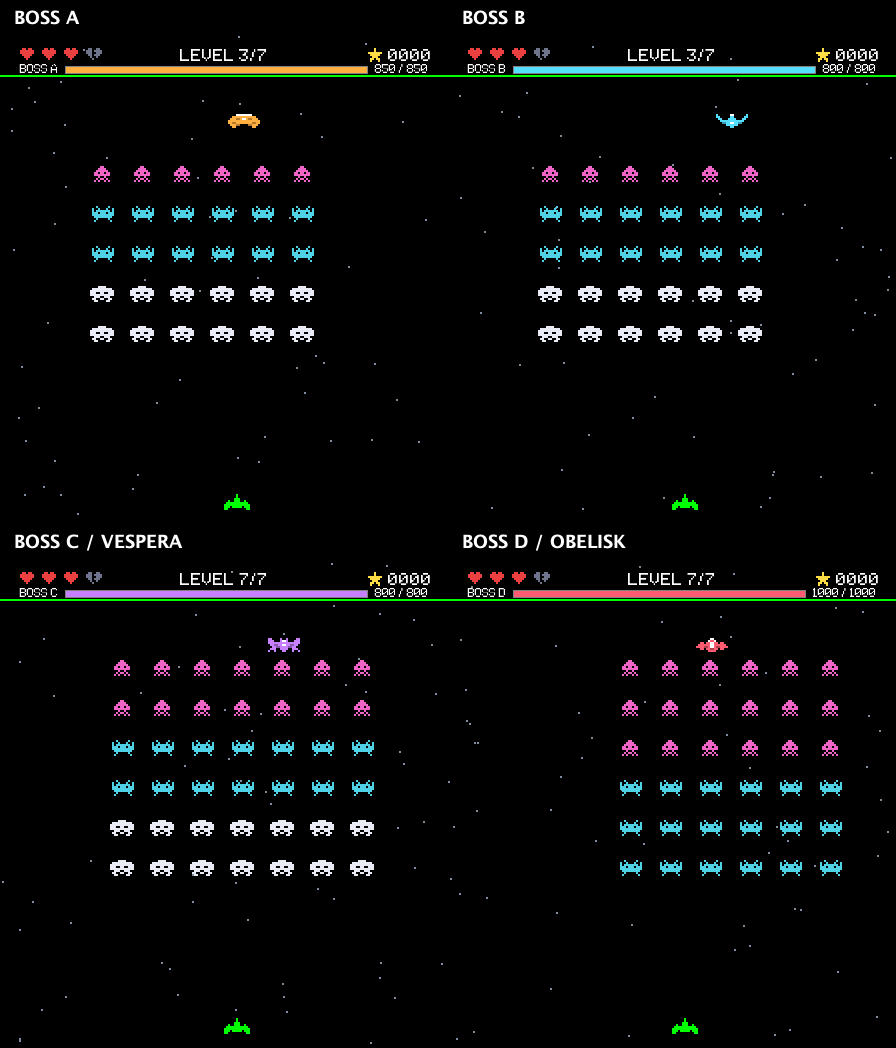 BOSS A
LEVEL 3/7
0000
BOSS A
850/850
BOSS B
LEVEL 3/7
0000
BOSS B
800/800
BOSS C / VESPERA
LEVEL 7/7
0000
BOSS C
800/800
BOSS D / OBELISK
LEVEL 7/7
0000
BOSS D
1000/1000